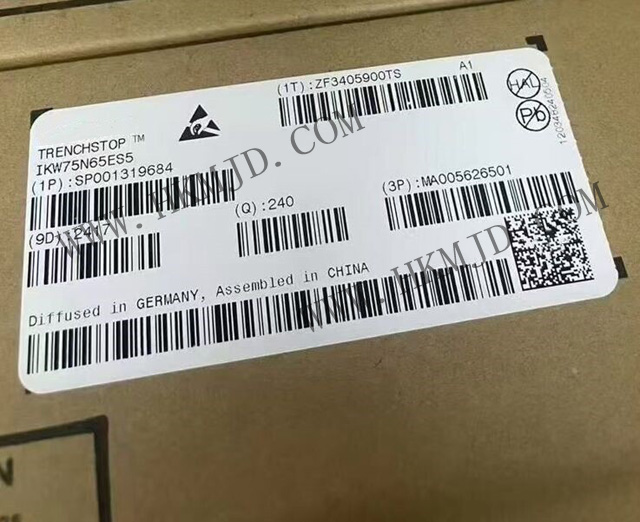 (1T):ZF3405900TS
A1
HAL
Pb
TRENCHSTOP ™
IKW75N65ES5
(1P):SP001319684
(3P):MA005626501
(Q):240
Diffused in GERMANY, Assembled in CHINA
WWW.HKMJD.COM
WWW.HKMJD.COM
N